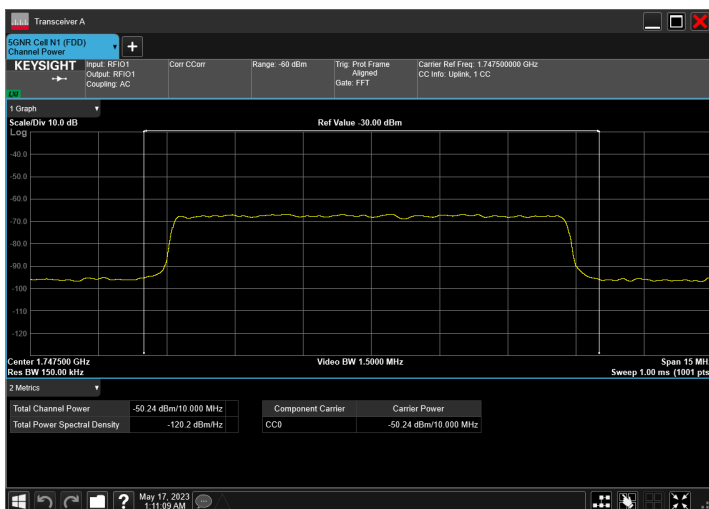 Transceiver A
5GNR Cell N1 (FDD)
Channel Power
KEYSIGHT
LXI
Input: RFIO1
Output: RFIO1
Coupling: AC
Corr CCorr
Range: -60 dBm
Trig: Prot Frame
Aligned
Gate: FFT
Carrier Ref Freq: 1.747500000 GHz
CC Info: Uplink, 1 CC
1 Graph
Scale/Div 10.0 dB
Ref Value -30.00 dBm
Log
-40.0
-50.0
-60.0
-70.0
-80.0
-90.0
-100
-110
-120
Center 1.747500 GHz
Video BW 1.5000 MHz
Span 15 MH
Res BW 150.00 kHz
Sweep 1.00 ms (1001 pts
2 Metrics
Total Channel Power -50.24 dBm/10.000 MHz
Total Power Spectral Density -120.2 dBm/Hz
Component Carrier Carrier Power
CC0 -50.24 dBm/10.000 MHz
?
May 17, 2023
1:11:09 AM